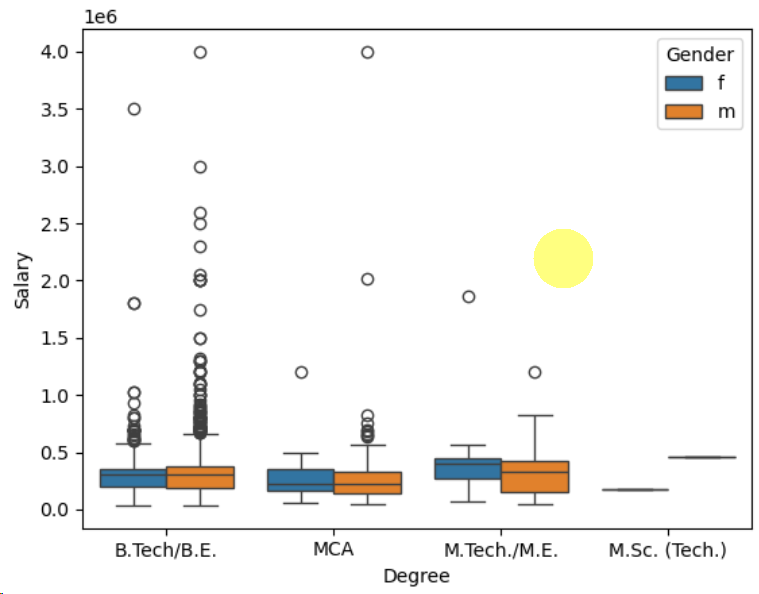 1e6
Gender
f
m
4.0
3.5
3.0
2.5
2.0
1.5
1.0
0.5
0.0
Salary
B.Tech/B.E.
MCA
M.Tech./M.E.
M.Sc. (Tech.)
Degree